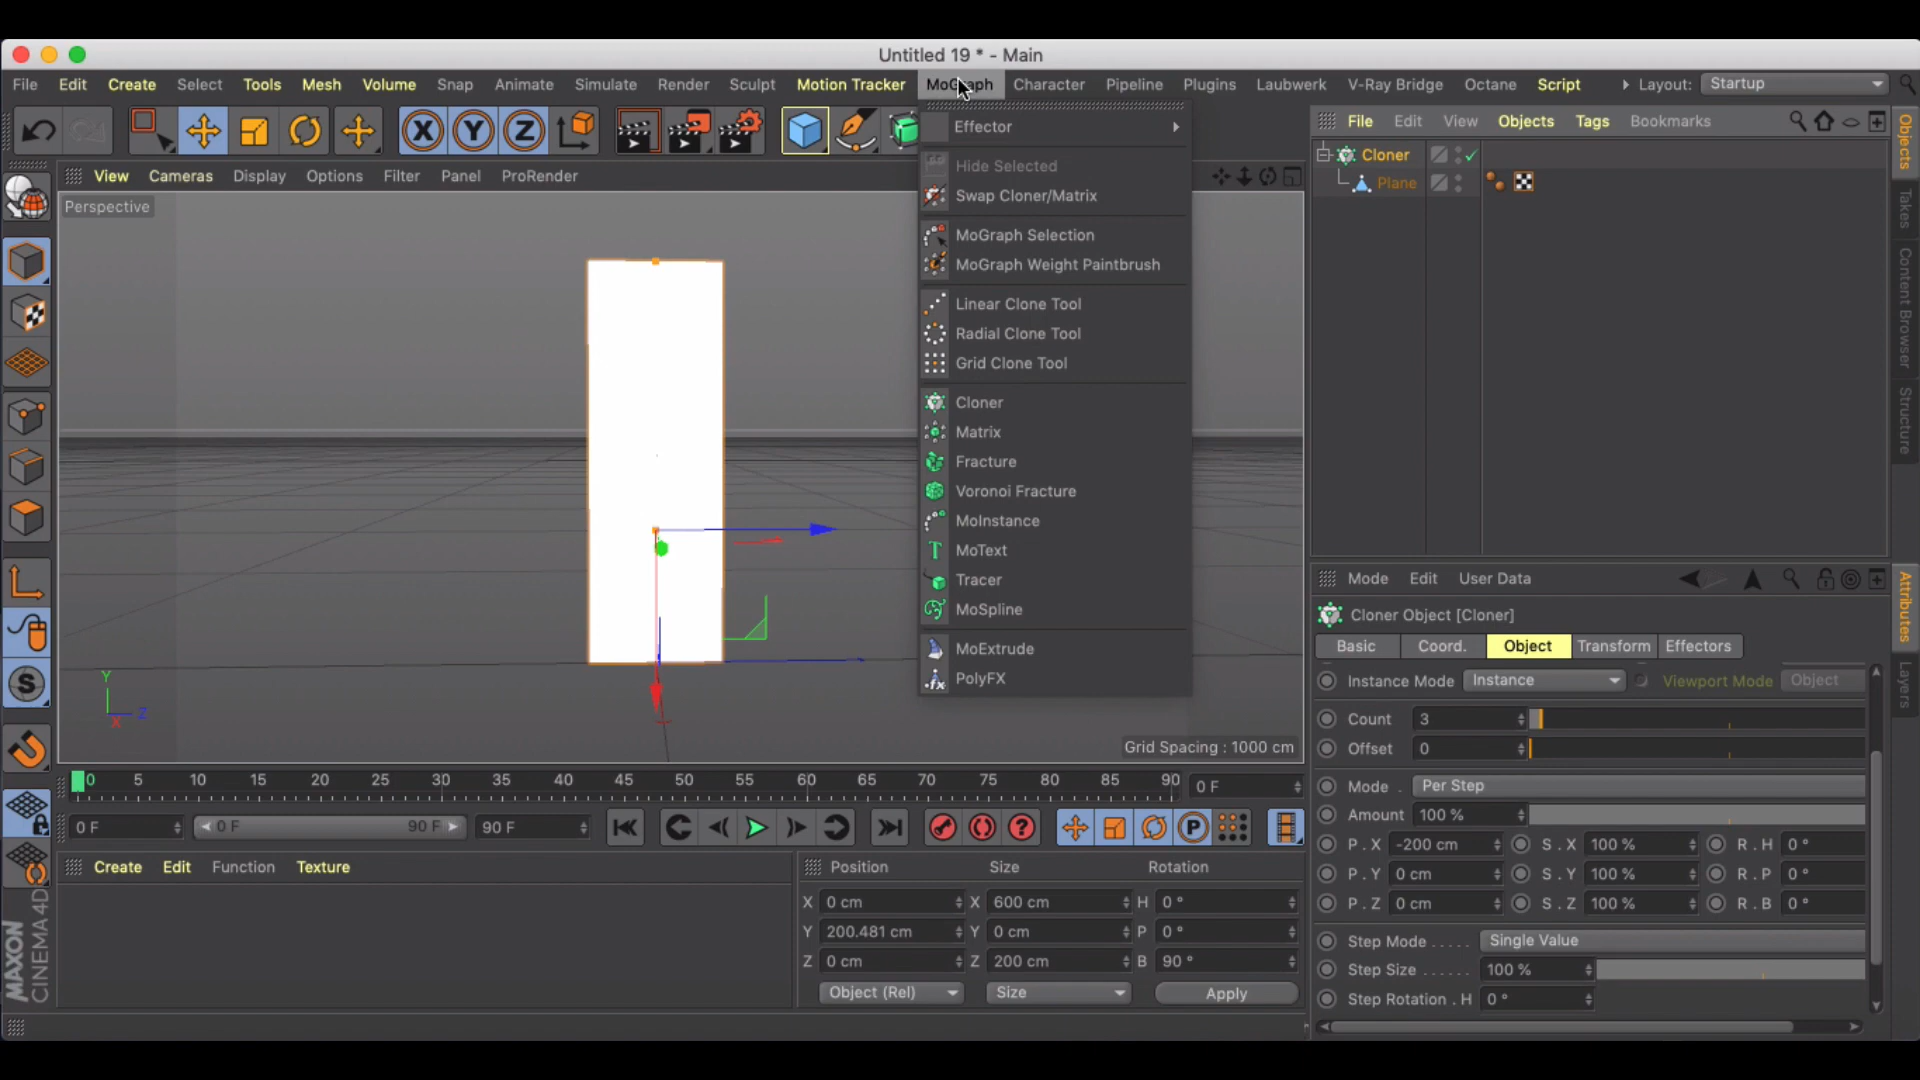 Untitled 19 * - Main
File Edit Create Select Tools Mesh Volume Snap Animate Simulate Render Sculpt Motion Tracker MoGraph Character Pipeline Plugins Laubwerk V-Ray Bridge Octane Script Layout: Startup
X Y Z
View Cameras Display Options Filter Panel ProRender
Perspective
Effector
Hide Selected
Swap Cloner/Matrix
MoGraph Selection
MoGraph Weight Paintbrush
Linear Clone Tool
Radial Clone Tool
Grid Clone Tool
Cloner
Matrix
Fracture
Voronoi Fracture
MoInstance
MoText
Tracer
MoSpline
MoExtrude
PolyFX
Y
X Z
Grid Spacing : 1000 cm
0 5 10 15 20 25 30 35 40 45 50 55 60 65 70 75 80 85 90 0 F
0 F 0 F 90 F 90 F
Create Edit Function Texture
Position Size Rotation
X 0 cm X 600 cm H 0 °
Y 200.481 cm Y 0 cm P 0 °
Z 0 cm Z 200 cm B 90 °
Object (Rel) Size Apply
MAXON
CINEMA 4D
File Edit View Objects Tags Bookmarks
Cloner
Plane
Objects
Takes
Content Browser
Structure
Mode Edit User Data
Cloner Object [Cloner]
Basic Coord. Object Transform Effectors
Instance Mode Instance Viewport Mode Object
Count 3
Offset 0
Mode . Per Step
Amount 100 %
P . X -200 cm S . X 100 % R . H 0 °
P . Y 0 cm S . Y 100 % R . P 0 °
P . Z 0 cm S . Z 100 % R . B 0 °
Step Mode . . . . . Single Value
Step Size . . . . . . 100 %
Step Rotation . H 0 °
Attributes
Layers